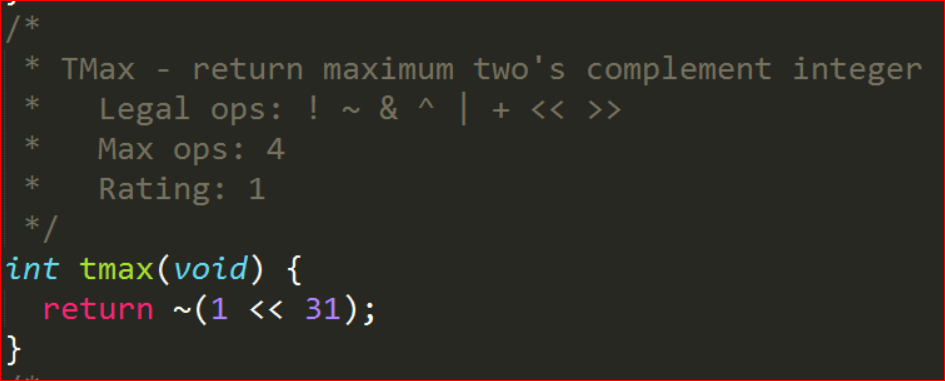 /*
 * TMax - return maximum two's complement integer
 *   Legal ops: ! ~ & ^ | + << >>
 *   Max ops: 4
 *   Rating: 1
 */
int tmax(void) {
  return ~(1 << 31);
}